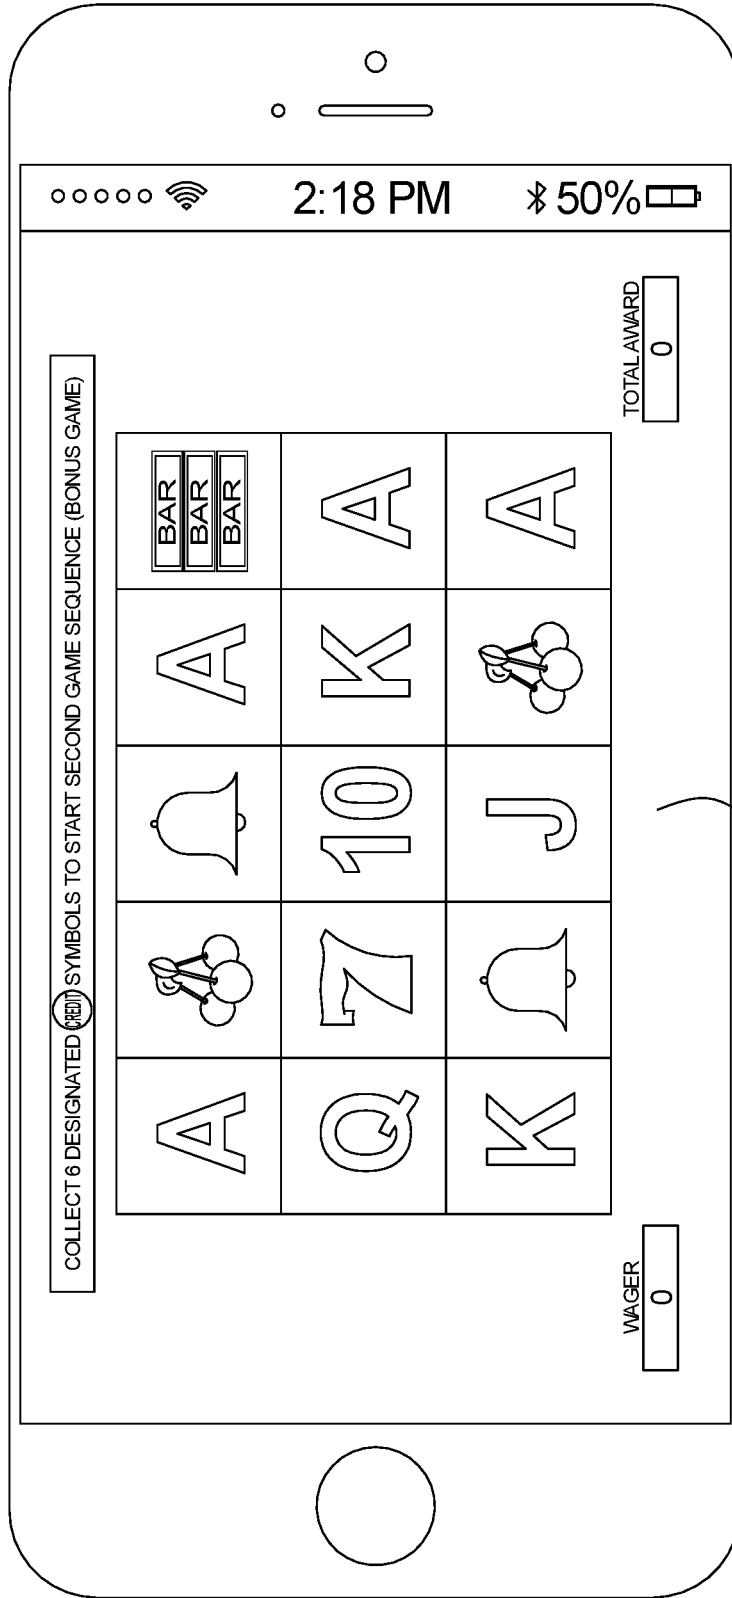 2:18 PM 50%
COLLECT 6 DESIGNATED CREDIT SYMBOLS TO START SECOND GAME SEQUENCE (BONUS GAME)
A A BAR
BAR
BAR
Q 7 10 K A
K J A
WAGER
0
TOTAL AWARD
0